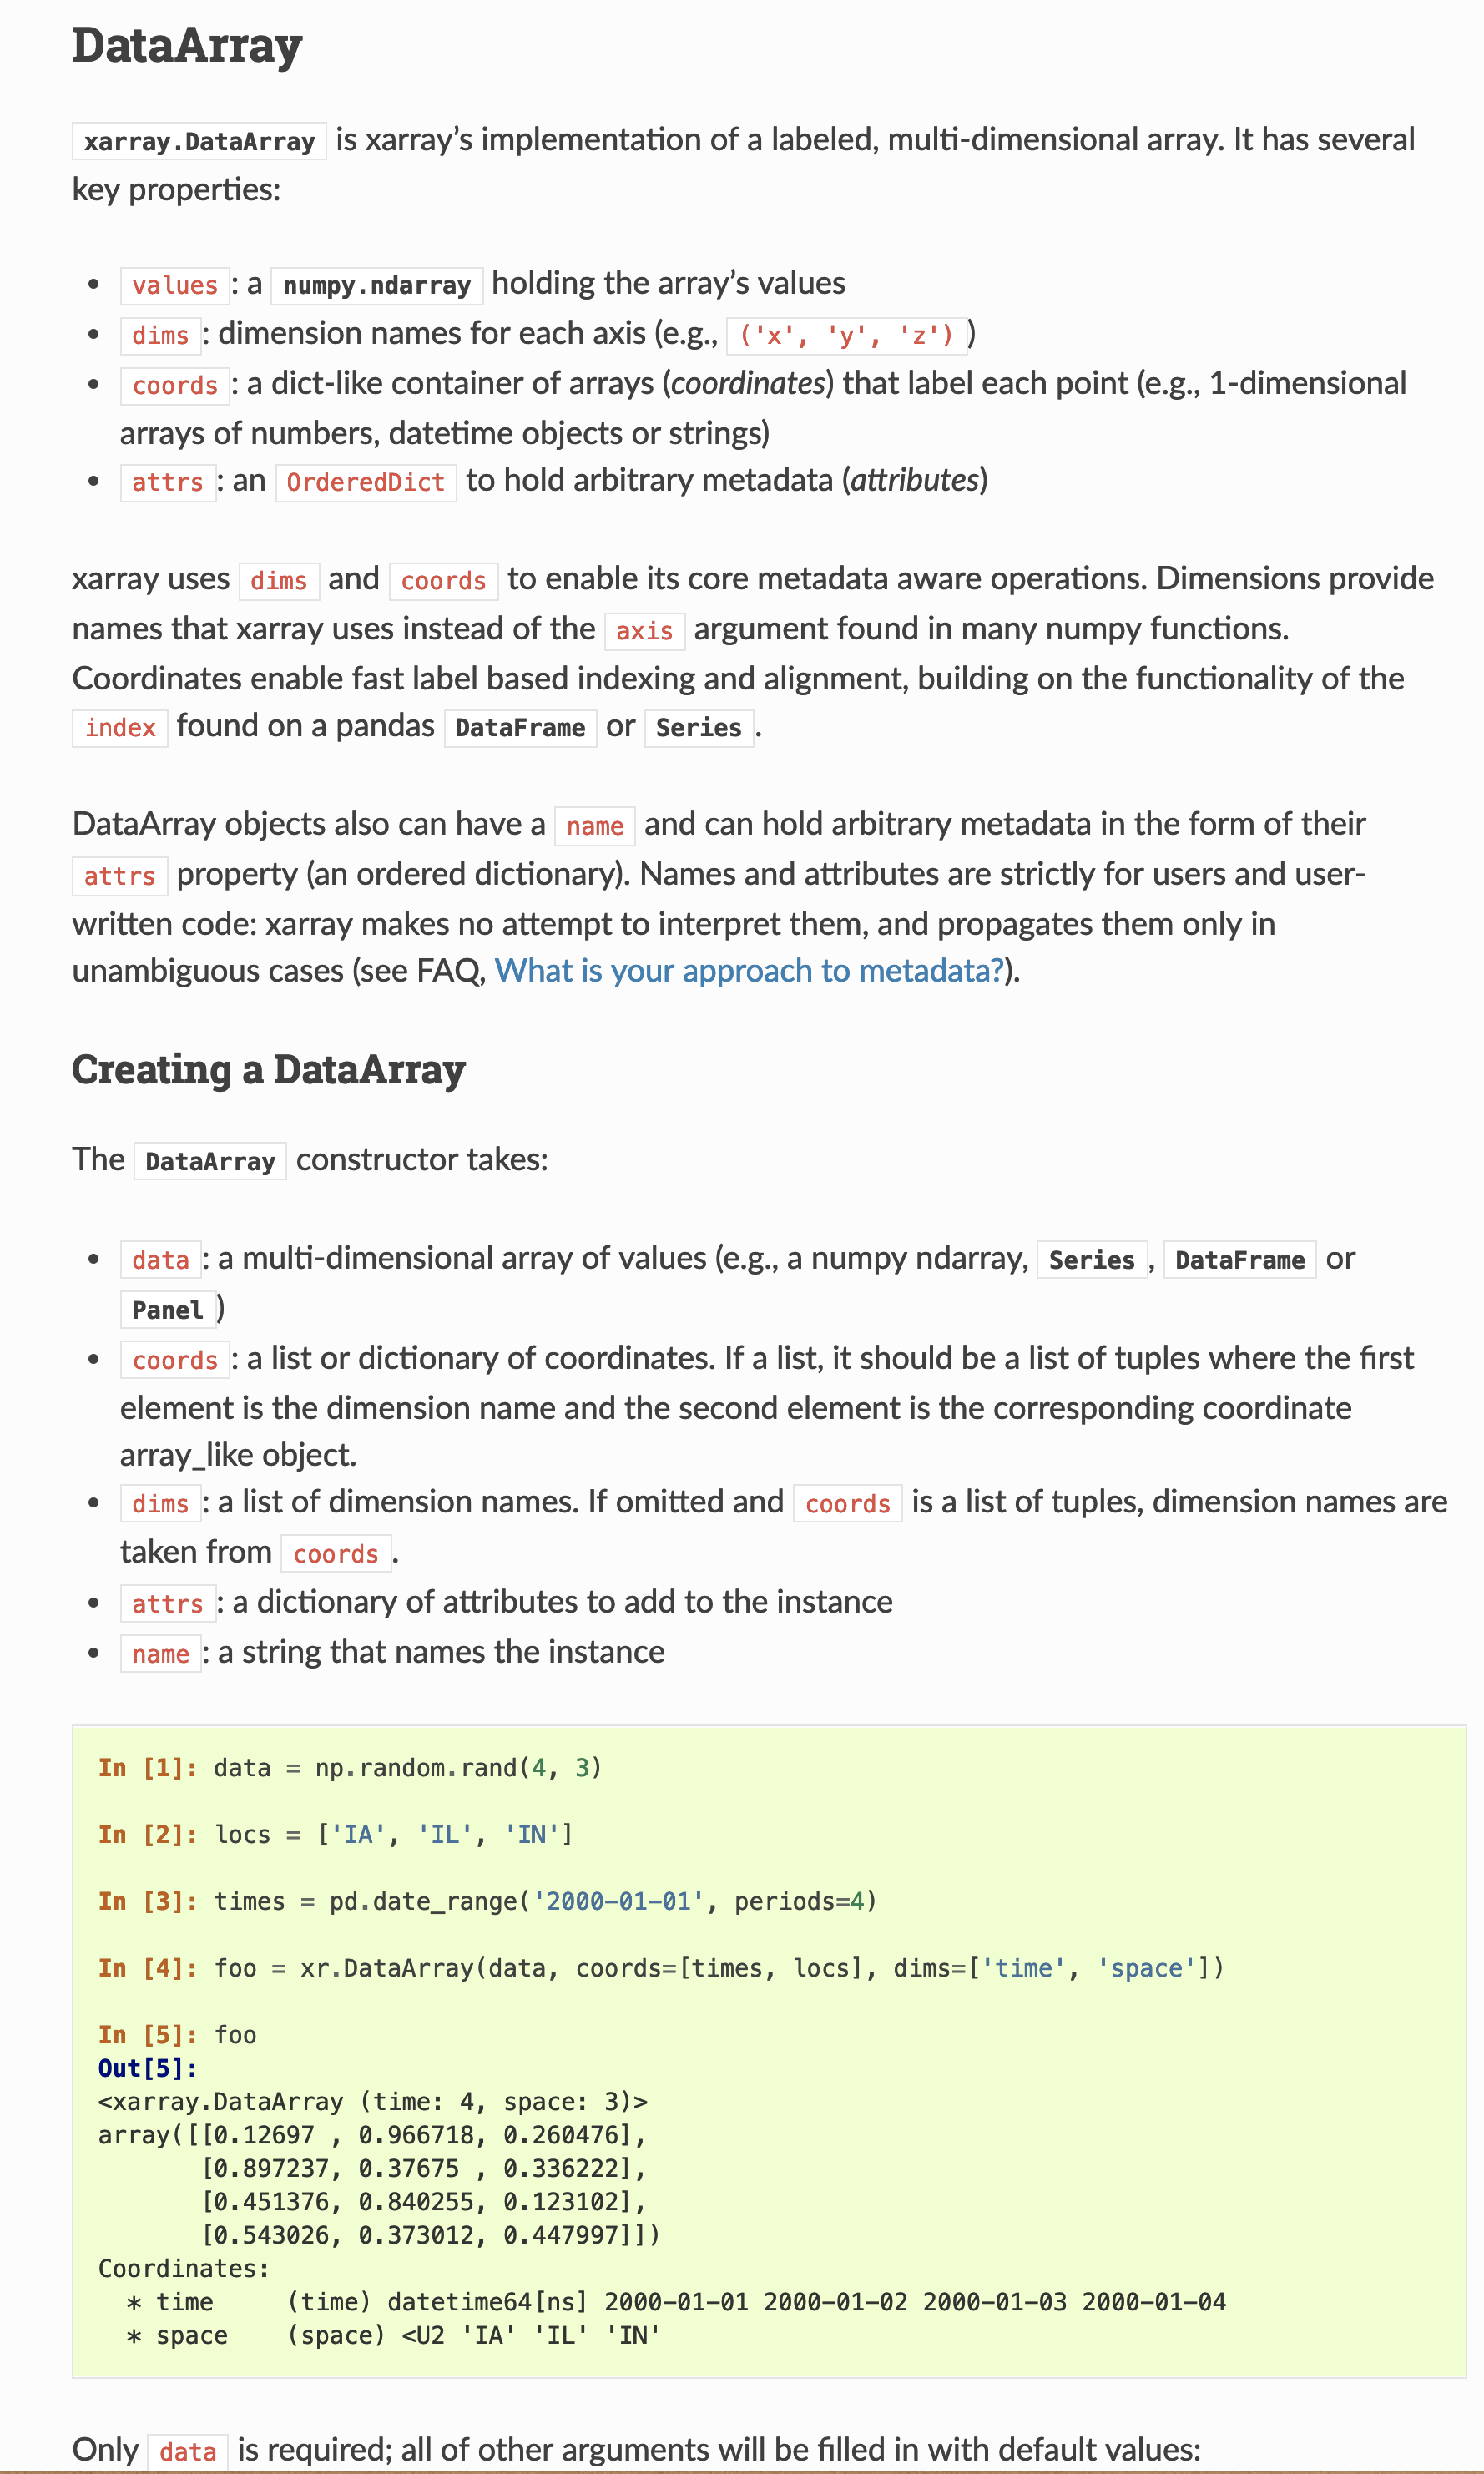 DataArray
xarray.DataArray is xarray’s implementation of a labeled, multi-dimensional array. It has several
key properties:
• values: a numpy.ndarray holding the array’s values
• dims: dimension names for each axis (e.g., ('x', 'y', 'z'))
• coords: a dict-like container of arrays (coordinates) that label each point (e.g., 1-dimensional
arrays of numbers, datetime objects or strings)
• attrs: an OrderedDict to hold arbitrary metadata (attributes)
xarray uses dims and coords to enable its core metadata aware operations. Dimensions provide
names that xarray uses instead of the axis argument found in many numpy functions.
Coordinates enable fast label based indexing and alignment, building on the functionality of the
index found on a pandas DataFrame or Series.
DataArray objects also can have a name and can hold arbitrary metadata in the form of their
attrs property (an ordered dictionary). Names and attributes are strictly for users and user-
written code: xarray makes no attempt to interpret them, and propagates them only in
unambiguous cases (see FAQ, What is your approach to metadata?).
Creating a DataArray
The DataArray constructor takes:
• data: a multi-dimensional array of values (e.g., a numpy ndarray, Series, DataFrame or
Panel)
• coords: a list or dictionary of coordinates. If a list, it should be a list of tuples where the first
element is the dimension name and the second element is the corresponding coordinate
array_like object.
• dims: a list of dimension names. If omitted and coords is a list of tuples, dimension names are
taken from coords.
• attrs: a dictionary of attributes to add to the instance
• name: a string that names the instance
In [1]: data = np.random.rand(4, 3)
In [2]: locs = ['IA', 'IL', 'IN']
In [3]: times = pd.date_range('2000-01-01', periods=4)
In [4]: foo = xr.DataArray(data, coords=[times, locs], dims=['time', 'space'])
In [5]: foo
Out[5]:
<xarray.DataArray (time: 4, space: 3)>
array([[0.12697 , 0.966718, 0.260476],
       [0.897237, 0.37675 , 0.336222],
       [0.451376, 0.840255, 0.123102],
       [0.543026, 0.373012, 0.447997]])
Coordinates:
  * time     (time) datetime64[ns] 2000-01-01 2000-01-02 2000-01-03 2000-01-04
  * space    (space) <U2 'IA' 'IL' 'IN'
Only data is required; all of other arguments will be filled in with default values: